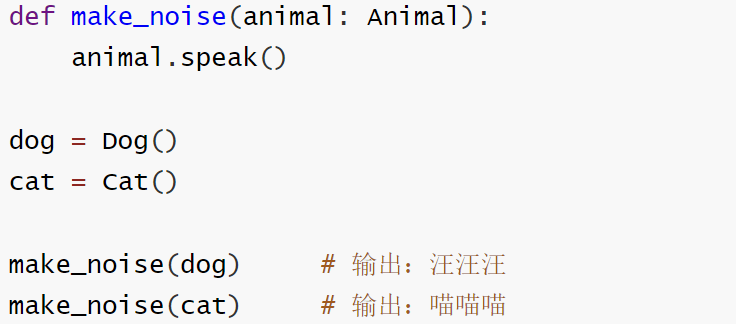 def make_noise(animal: Animal):
    animal.speak()
dog = Dog()
cat = Cat()
make_noise(dog)     # 输出：汪汪汪
make_noise(cat)     # 输出：喵喵喵